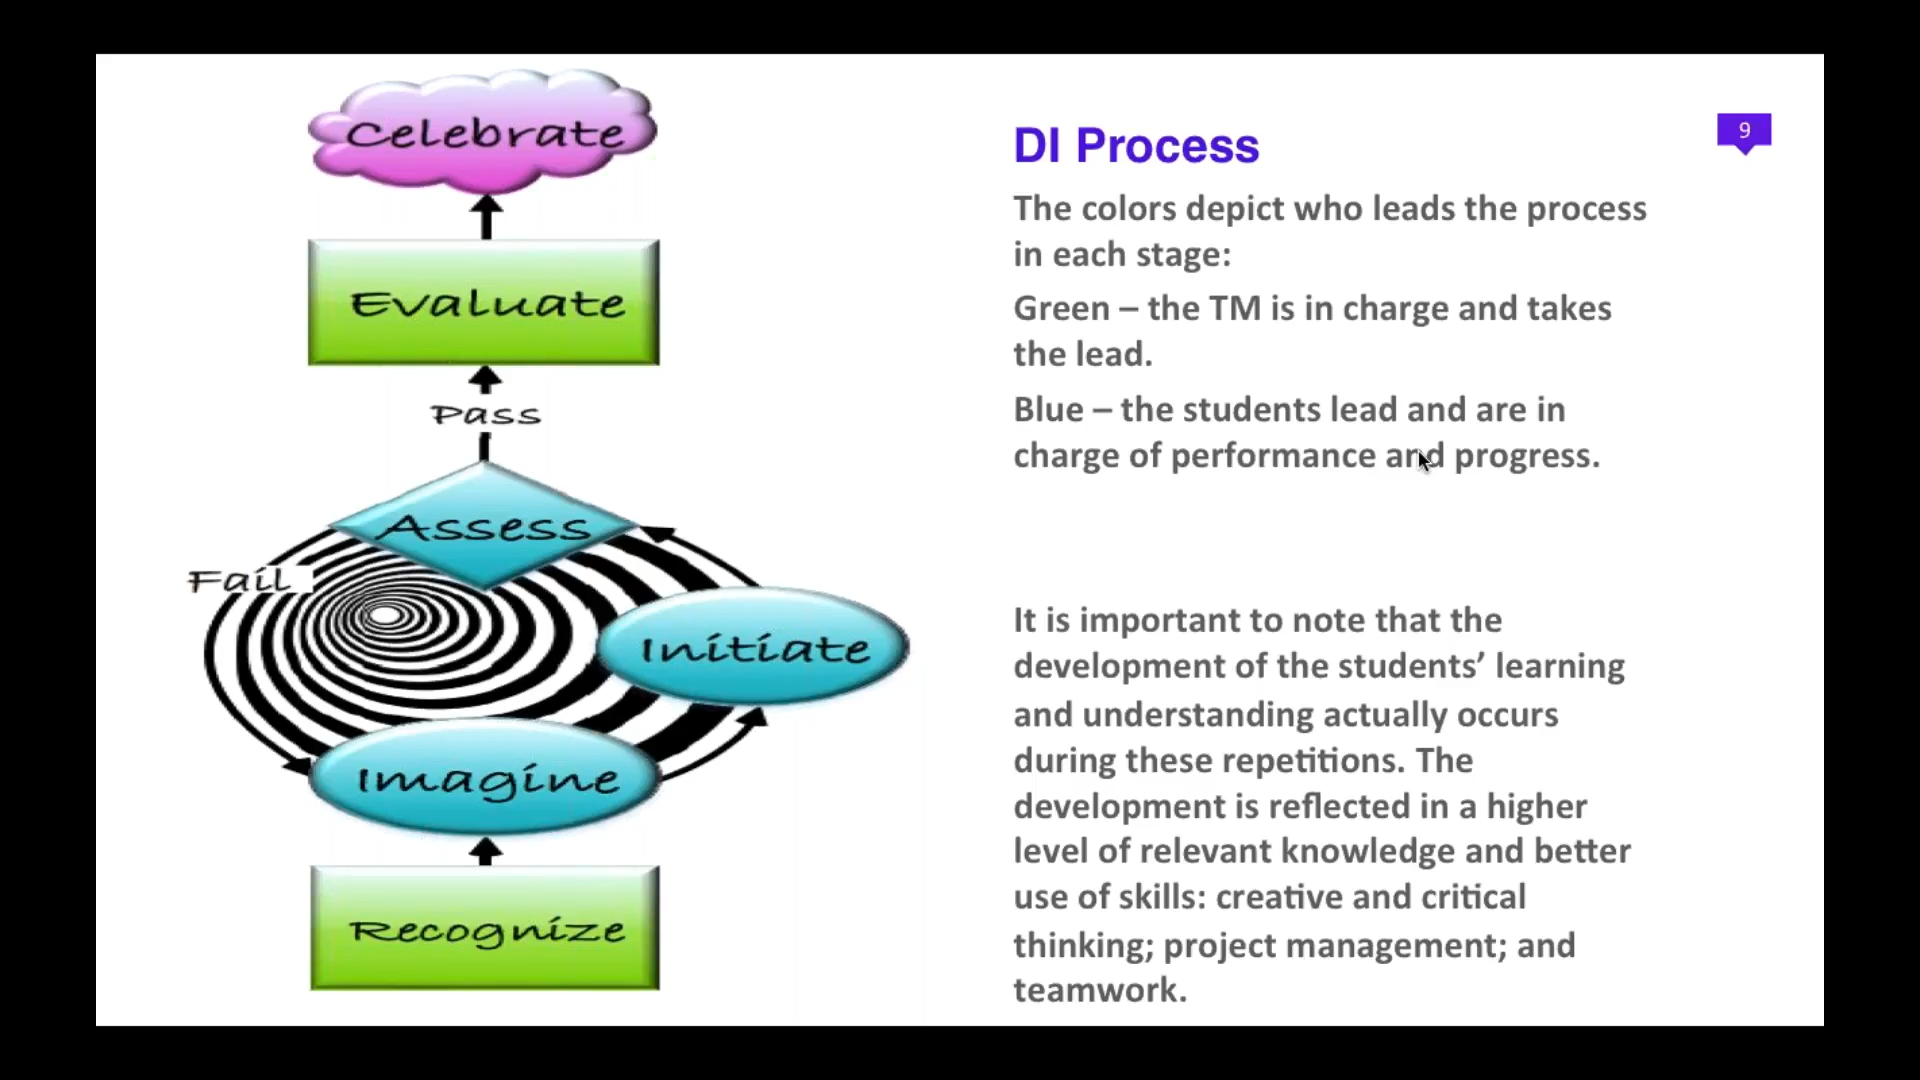 Celebrate
Evaluate
Pass
Assess
Fail
Initiate
Imagine
Recognize
DI Process
9
The colors depict who leads the process
in each stage:
Green – the TM is in charge and takes
the lead.
Blue – the students lead and are in
charge of performance and progress.
It is important to note that the
development of the students’ learning
and understanding actually occurs
during these repetitions. The
development is reflected in a higher
level of relevant knowledge and better
use of skills: creative and critical
thinking; project management; and
teamwork.